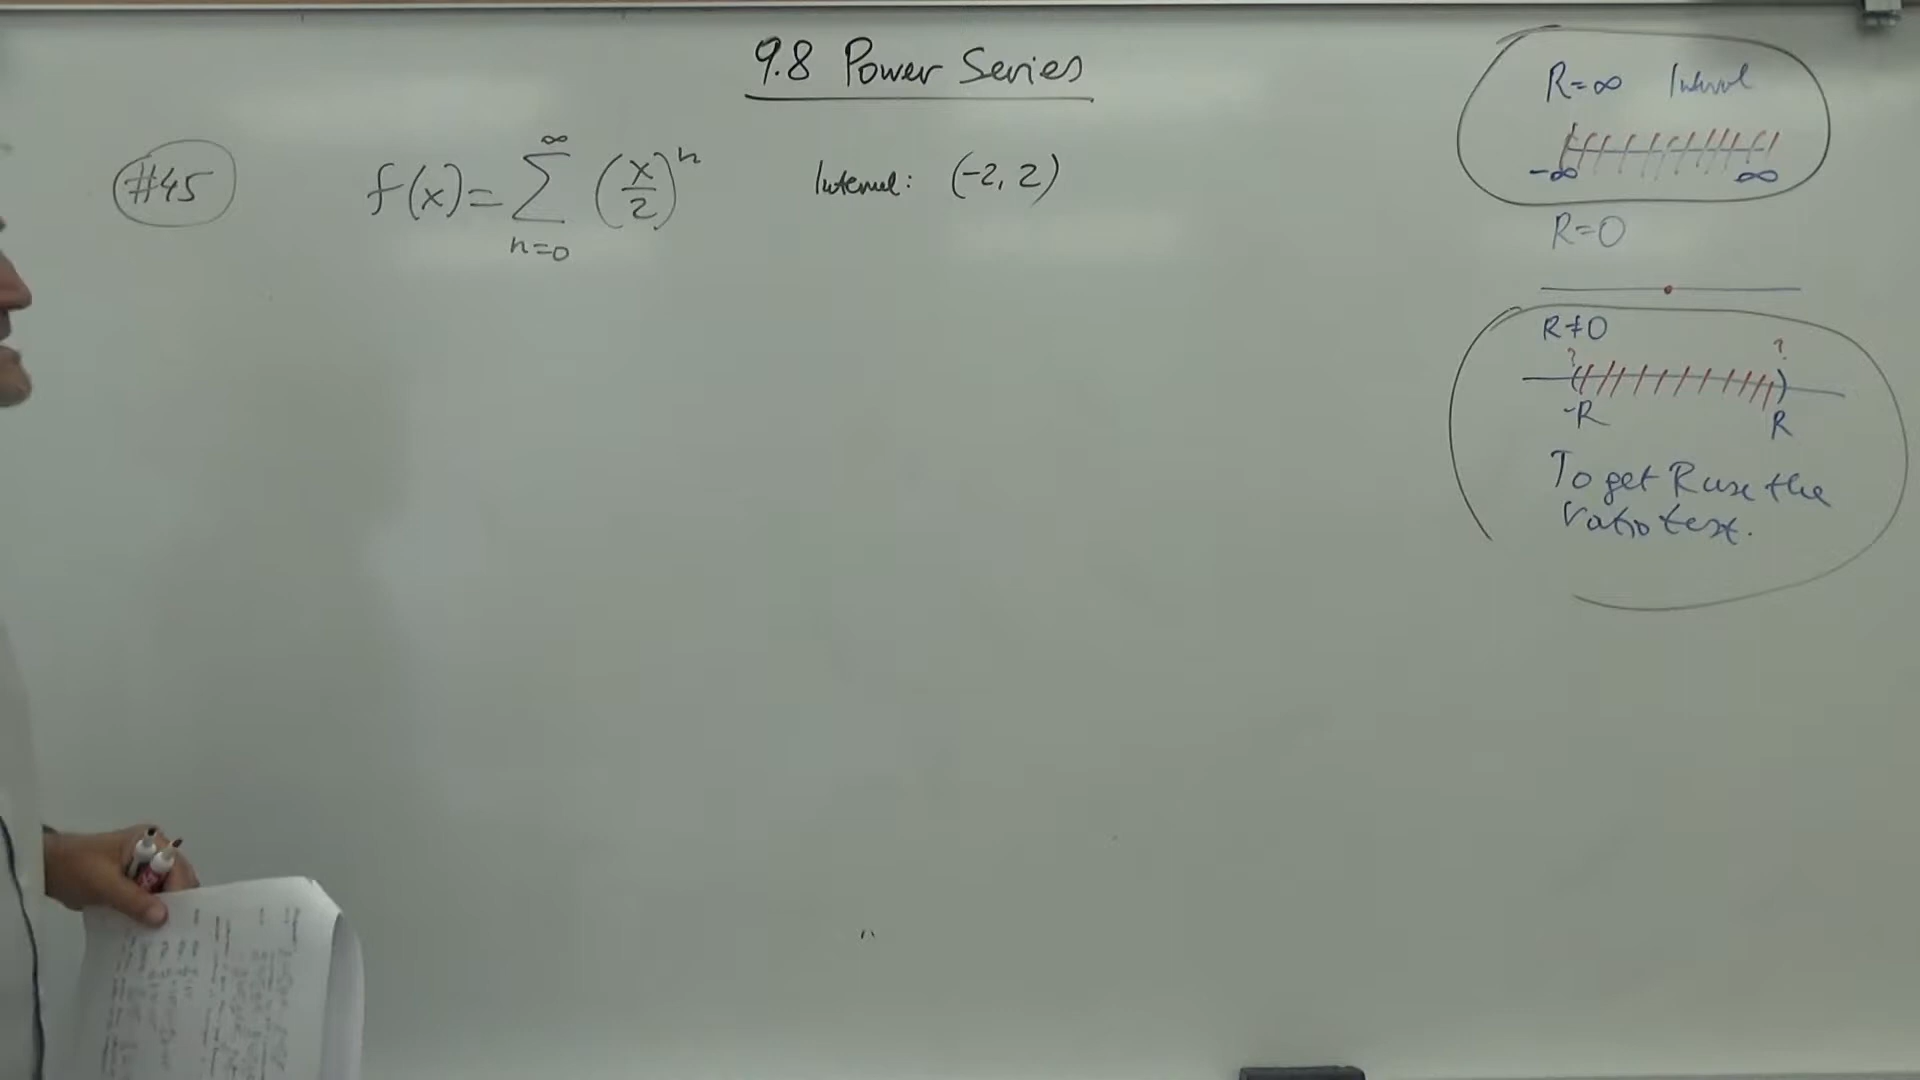 9.8 Power Series
#45 f(x) = ∑_{n=0}^{∞} (x/2)^n Interval: (-2, 2)
R=∞ Interval
-∞ ∞
R=0
R≠0
? ?
-R R
To get R use the
ratio test.